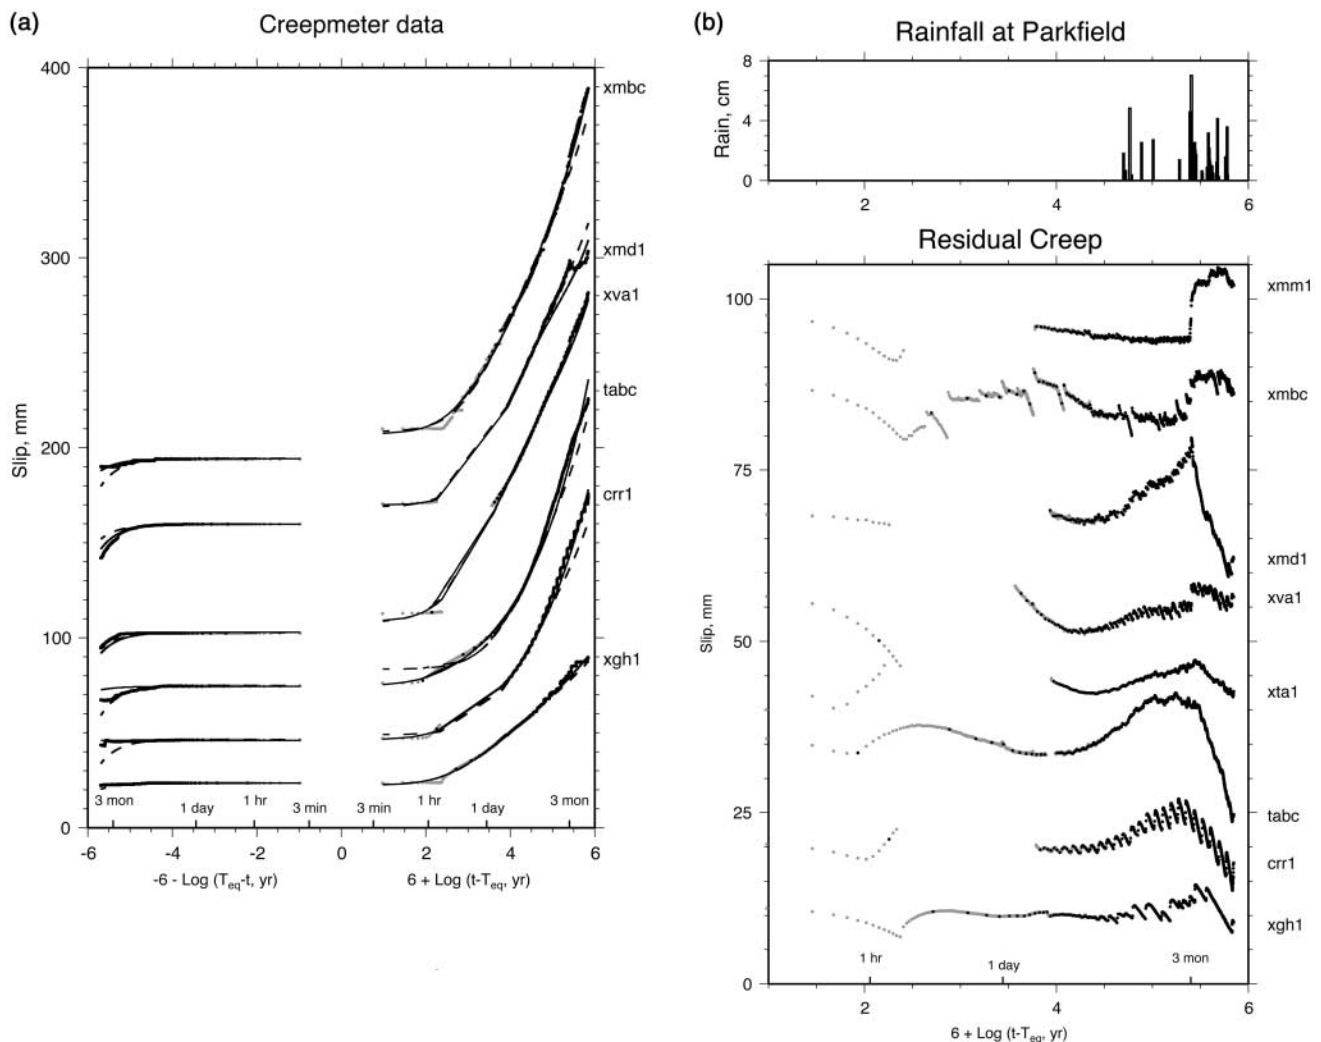 (a)
Creepmeter data
400
300
200
100
0
Slip, mm
xmbc
xmd1
xva1
tabc
crr1
xgh1
3 mon
1 day
1 hr
3 min
3 min
1 hr
1 day
3 mon
-6 -4 -2 0 2 4 6
-6 - Log (Teq-t, yr)
6 + Log (t-Teq, yr)
(b)
Rainfall at Parkfield
8
4
0
Rain, cm
2 4 6
Residual Creep
100
75
50
25
0
Slip, mm
xmm1
xmbc
xmd1
xva1
xta1
tabc
crr1
xgh1
1 hr
1 day
3 mon
2 4 6
6 + Log (t-Teq, yr)